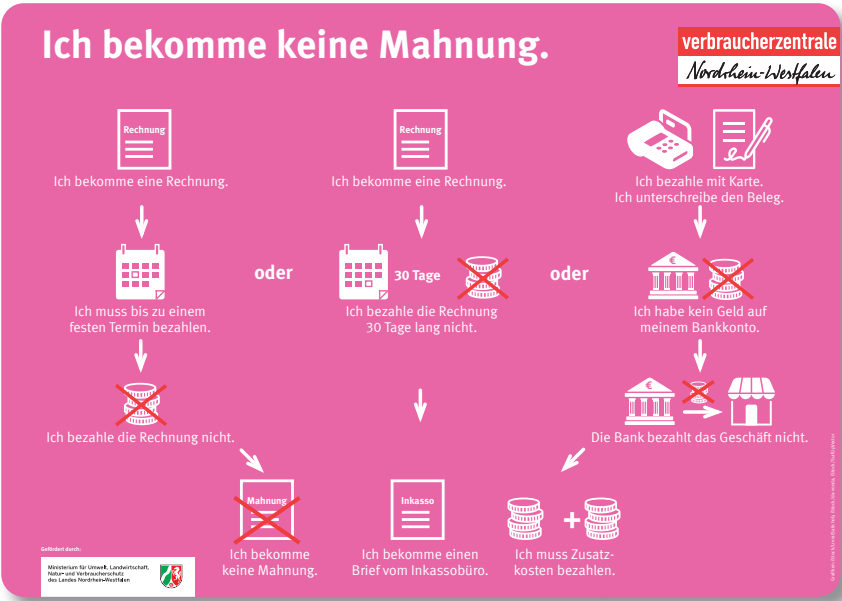 Ich bekomme keine Mahnung.
verbraucherzentrale
Nordrhein-Westfalen
Rechnung
Ich bekomme eine Rechnung.
Rechnung
Ich bekomme eine Rechnung.
Ich bezahle mit Karte.
Ich unterschreibe den Beleg.
oder
30 Tage
oder
€
Ich muss bis zu einem
festen Termin bezahlen.
Ich bezahle die Rechnung
30 Tage lang nicht.
Ich habe kein Geld auf
meinem Bankkonto.
€
Ich bezahle die Rechnung nicht.
Die Bank bezahlt das Geschäft nicht.
Mahnung
Inkasso
+
Ich bekomme
keine Mahnung.
Ich bekomme einen
Brief vom Inkassobüro.
Ich muss Zusatz-
kosten bezahlen.
Gefördert durch:
Ministerium für Umwelt, Landwirtschaft,
Natur- und Verbraucherschutz
des Landes Nordrhein-Westfalen